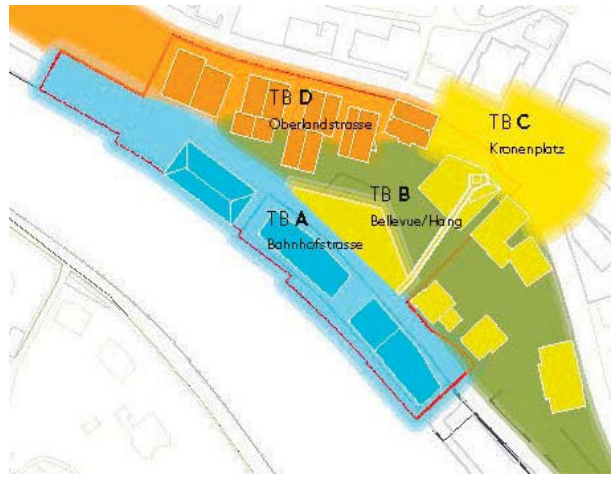 TB D
Oberlandstrasse
TB C
Kronenplatz
TB B
Bellevue/Hang
TB A
Bahnhofstrasse